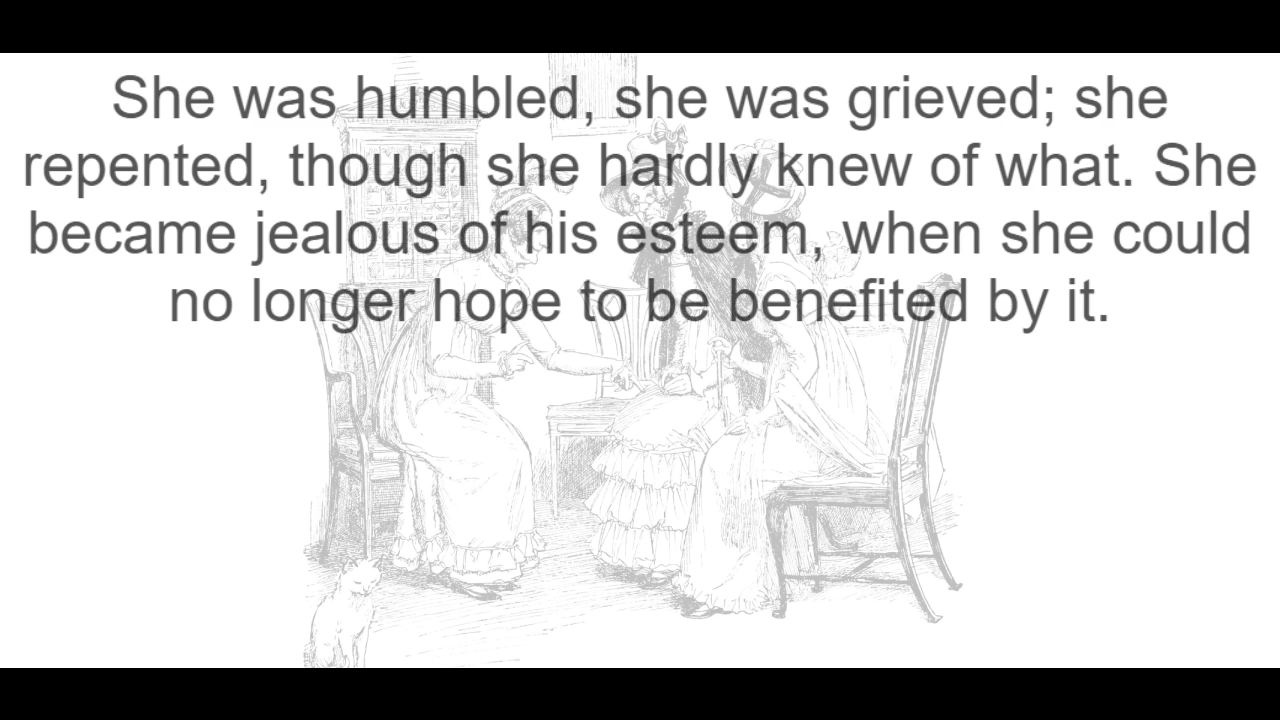 She was humbled, she was grieved; she
repented, though she hardly knew of what. She
became jealous of his esteem, when she could
no longer hope to be benefited by it.